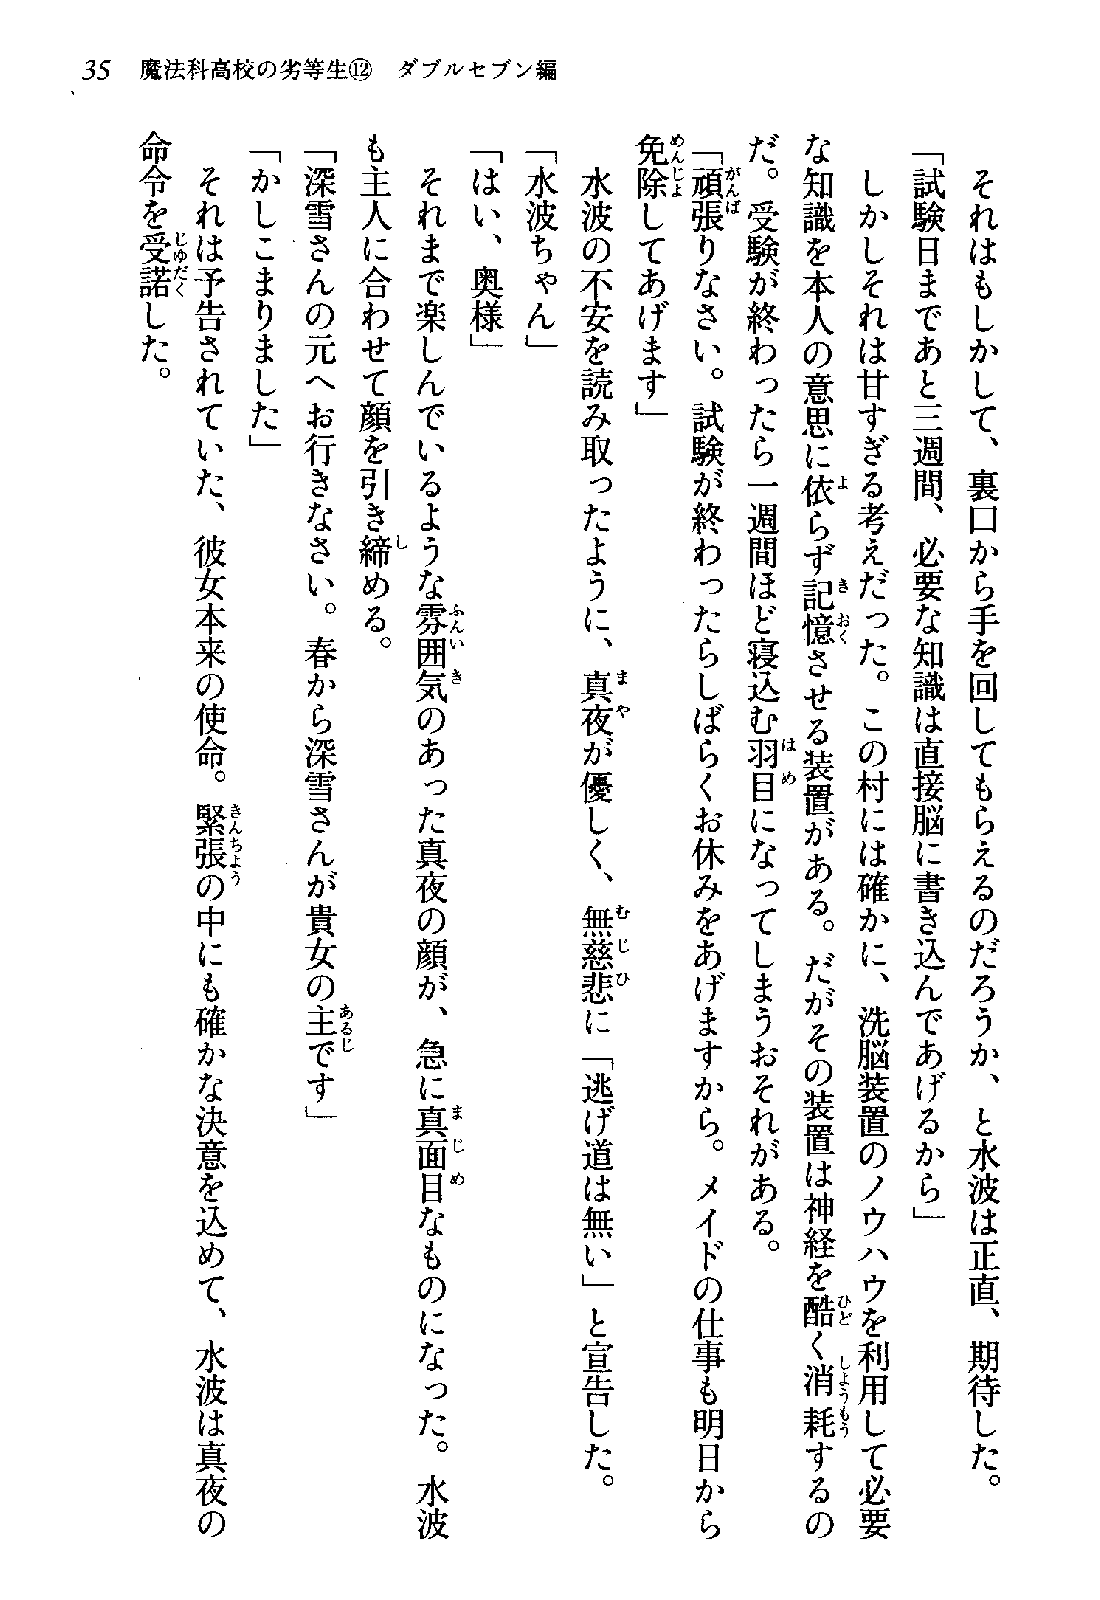 35　魔法科高校の劣等生⑫　ダブルセブン編
　それはもしかして、裏口から手を回してもらえるのだろうか、と水波は正直、期待した。
「試験日まであと三週間、必要な知識は直接脳に書き込んであげるから」
　しかしそれは甘すぎる考えだった。この村には確かに、洗脳装置のノウハウを利用して必要
な知識を本人の意思に依らず記憶させる装置がある。だがその装置は神経を酷く消耗するの
だ。受験が終わったら一週間ほど寝込む羽目になってしまうおそれがある。
「頑張りなさい。試験が終わったらしばらくお休みをあげますから。メイドの仕事も明日から
免除してあげます」
　水波の不安を読み取ったように、真夜が優しく、無慈悲に「逃げ道は無い」と宣告した。
「水波ちゃん」
「はい、奥様」
　それまで楽しんでいるような雰囲気のあった真夜の顔が、急に真面目なものになった。水波
も主人に合わせて顔を引き締める。
「深雪さんの元へお行きなさい。春から深雪さんが貴女の主です」
「かしこまりました」
　それは予告されていた、彼女本来の使命。緊張の中にも確かな決意を込めて、水波は真夜の
命令を受諾した。